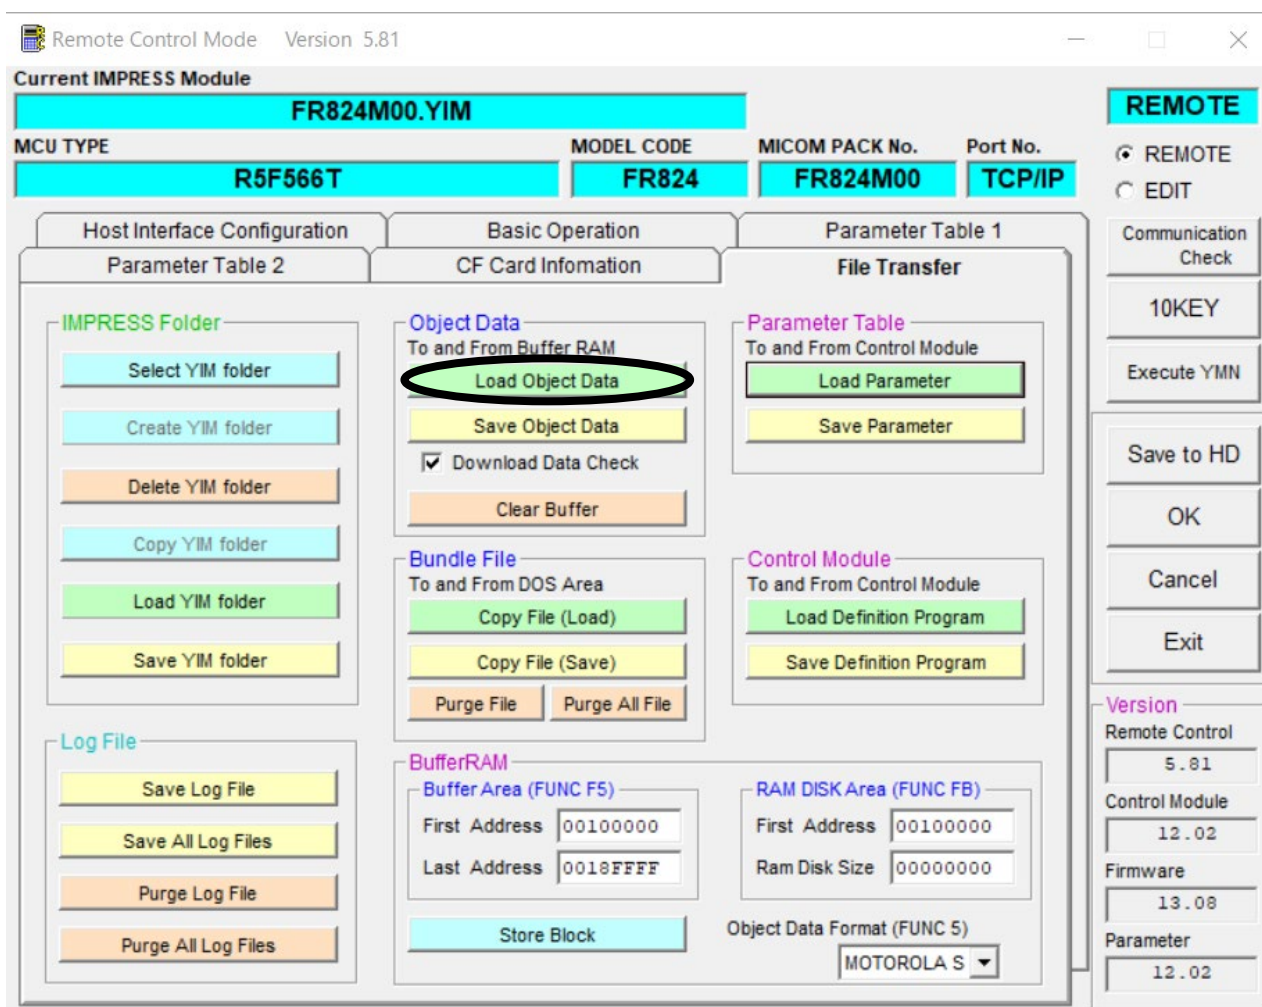 Remote Control Mode Version 5.81
Current IMPRESS Module
FR824M00.YIM
REMOTE
MCU TYPE MODEL CODE MICOM PACK No. Port No.
R5F566T FR824 FR824M00 TCP/IP
REMOTE
EDIT
Host Interface Configuration Basic Operation Parameter Table 1
Parameter Table 2 CF Card Infomation File Transfer
IMPRESS Folder
Select YIM folder
Create YIM folder
Delete YIM folder
Copy YIM folder
Load YIM folder
Save YIM folder
Log File
Save Log File
Save All Log Files
Purge Log File
Purge All Log Files
Object Data
To and From Buffer RAM
Load Object Data
Save Object Data
Download Data Check
Clear Buffer
Bundle File
To and From DOS Area
Copy File (Load)
Copy File (Save)
Purge File Purge All File
Parameter Table
To and From Control Module
Load Parameter
Save Parameter
Control Module
To and From Control Module
Load Definition Program
Save Definition Program
BufferRAM
Buffer Area (FUNC F5)
First Address 00100000
Last Address 0018FFFF
Store Block
RAM DISK Area (FUNC FB)
First Address 00100000
Ram Disk Size 00000000
Object Data Format (FUNC 5)
MOTOROLA S
Communication
Check
10KEY
Execute YMN
Save to HD
OK
Cancel
Exit
Version
Remote Control
5.81
Control Module
12.02
Firmware
13.08
Parameter
12.02